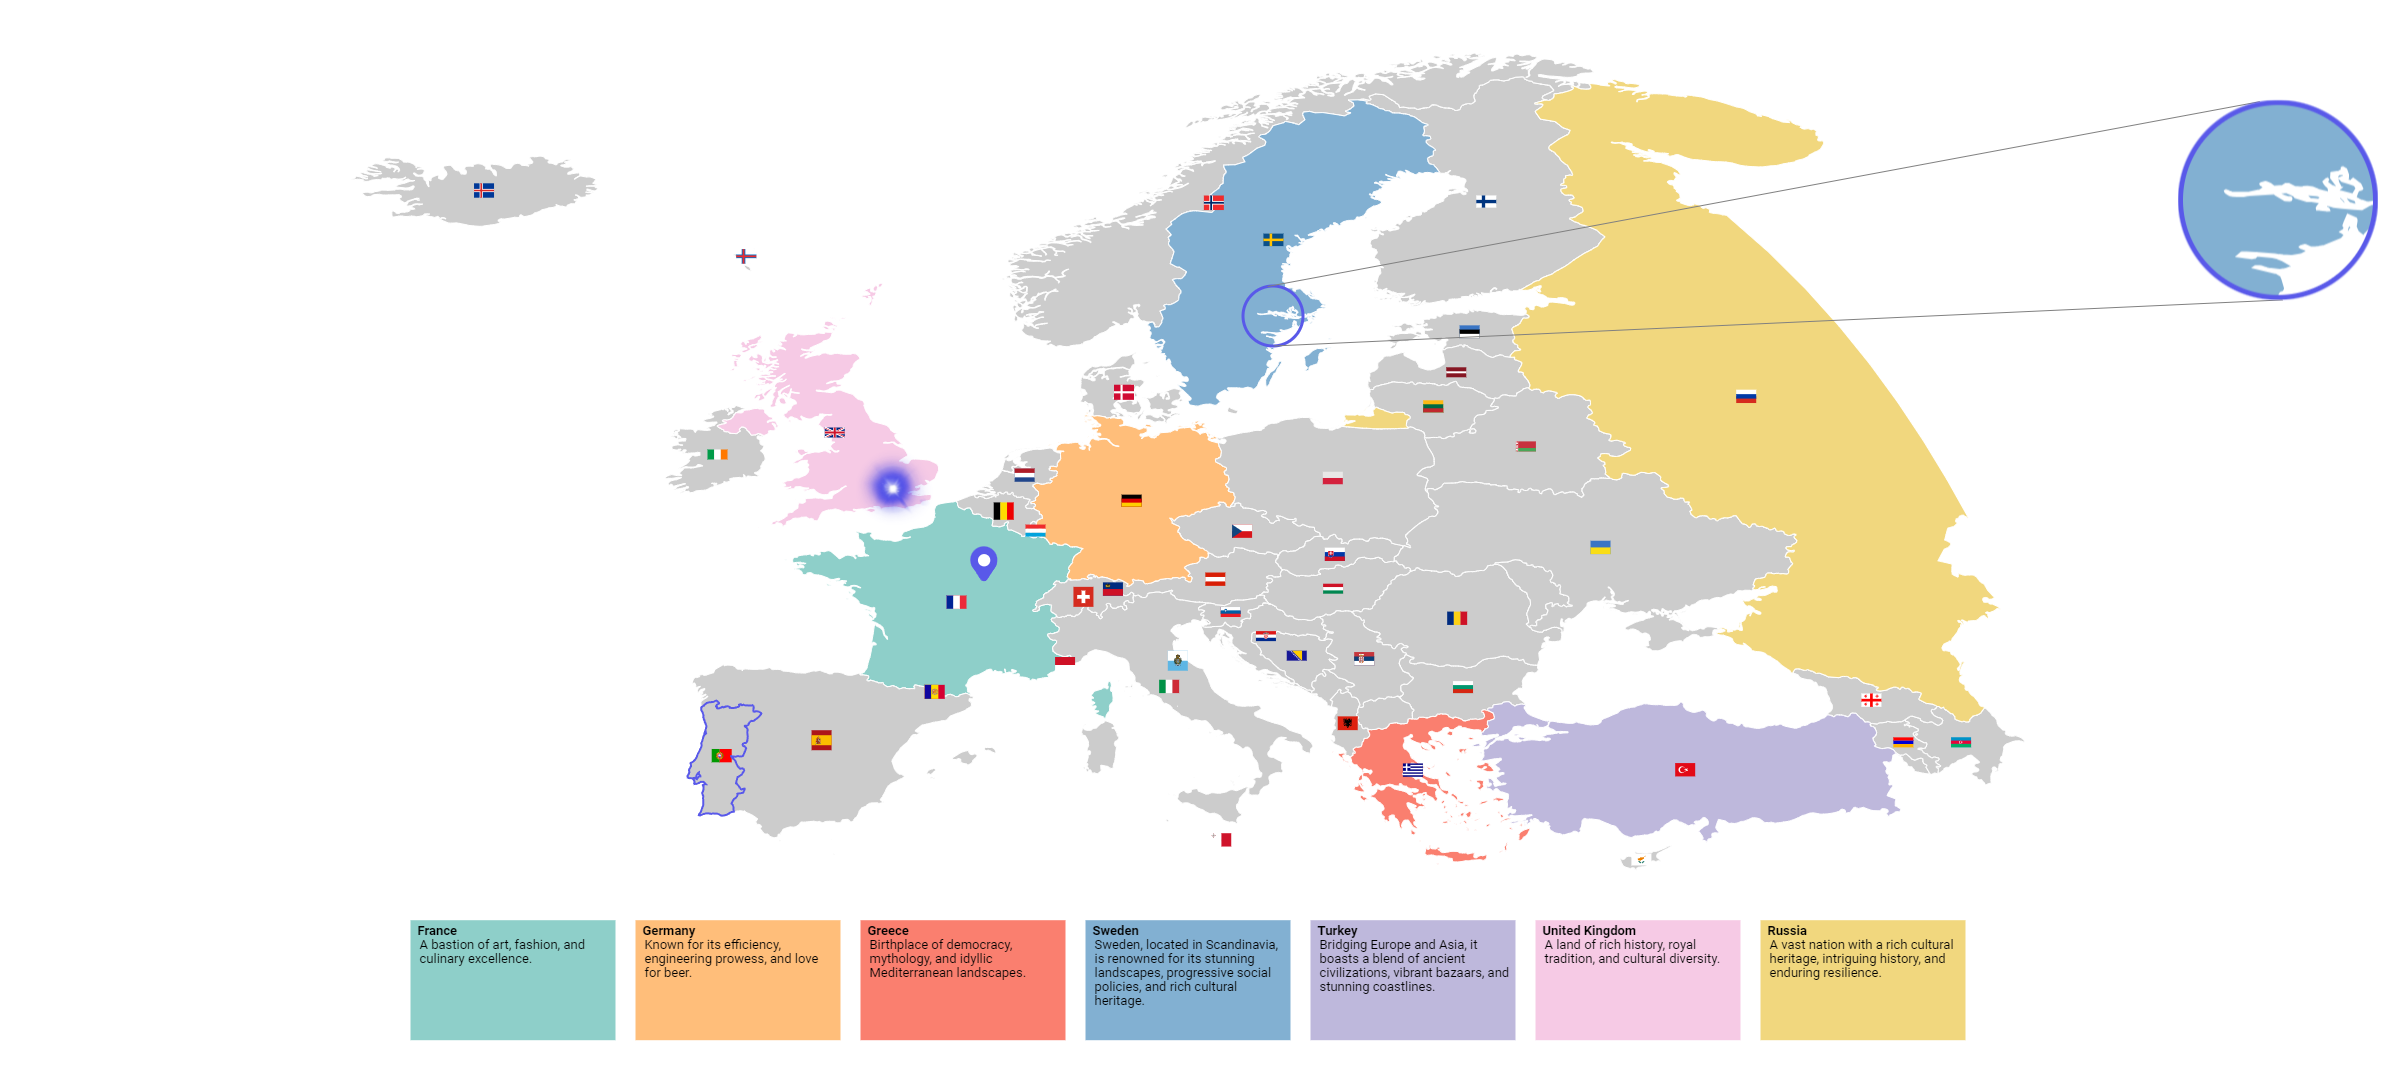 France
A bastion of art, fashion, and
culinary excellence.
Germany
Known for its efficiency,
engineering prowess, and love
for beer.
Greece
Birthplace of democracy,
mythology, and idyllic
Mediterranean landscapes.
Sweden
Sweden, located in Scandinavia,
is renowned for its stunning
landscapes, progressive social
policies, and rich cultural
heritage.
Turkey
Bridging Europe and Asia, it
boasts a blend of ancient
civilizations, vibrant bazaars, and
stunning coastlines.
United Kingdom
A land of rich history, royal
tradition, and cultural diversity.
Russia
A vast nation with a rich cultural
heritage, intriguing history, and
enduring resilience.